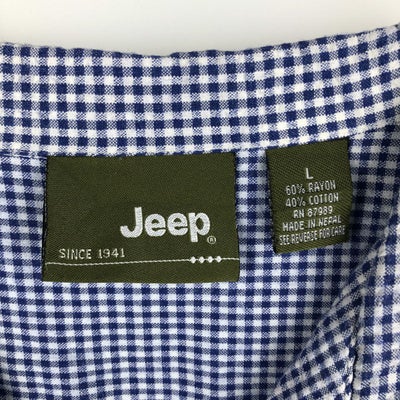 Jeep®
SINCE 1941
L
60% RAYON
40% COTTON
RN 87989
MADE IN NEPAL
SEE REVERSE FOR CARE